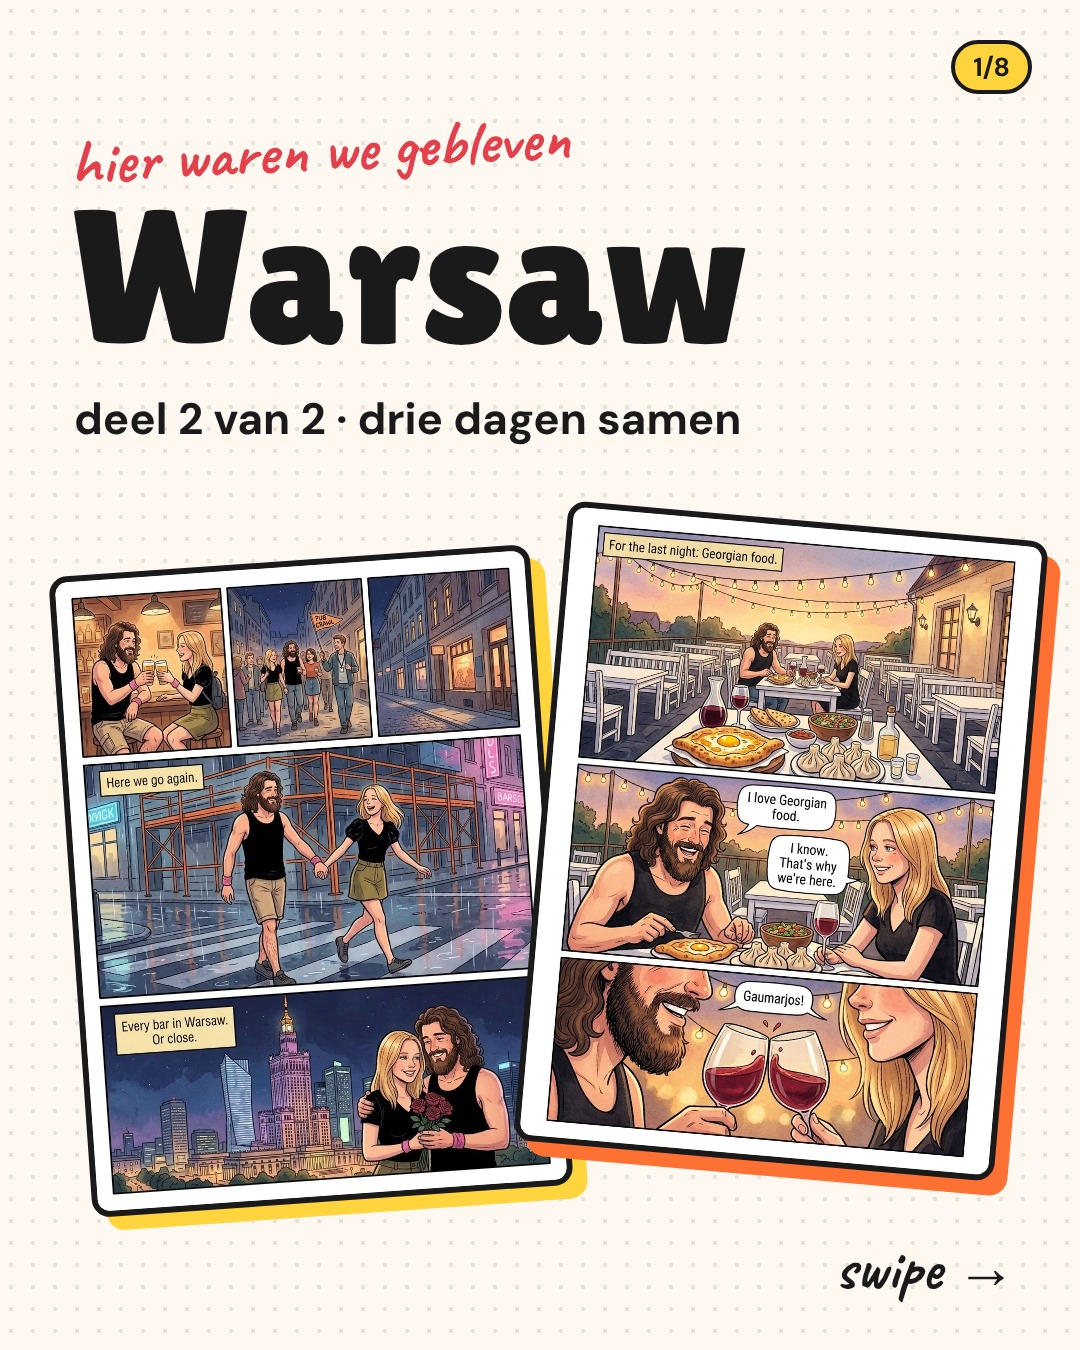 1/8
hier waren we gebleven
Warsaw
deel 2 van 2 · drie dagen samen
PUB
CRAWL
Here we go again.
BARSC
Every bar in Warsaw.
Or close.
For the last night: Georgian food.
I love Georgian
food.
I know.
That's why
we're here.
Gaumarjos!
swipe →